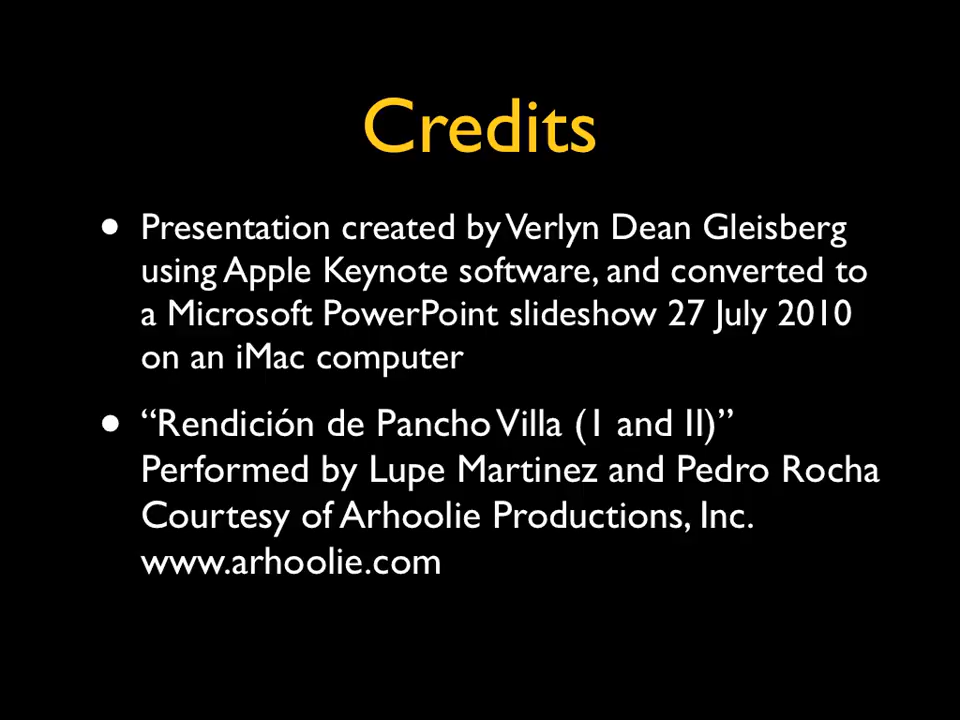 Credits
• Presentation created by Verlyn Dean Gleisberg
using Apple Keynote software, and converted to
a Microsoft PowerPoint slideshow 27 July 2010
on an iMac computer
• “Rendición de Pancho Villa (1 and II)”
Performed by Lupe Martinez and Pedro Rocha
Courtesy of Arhoolie Productions, Inc.
www.arhoolie.com